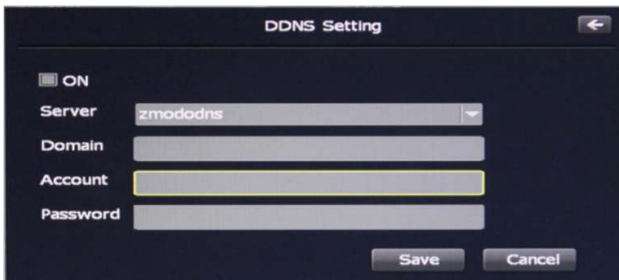 DDNS Setting
ON
Server zmododns
Domain
Account
Password
Save Cancel